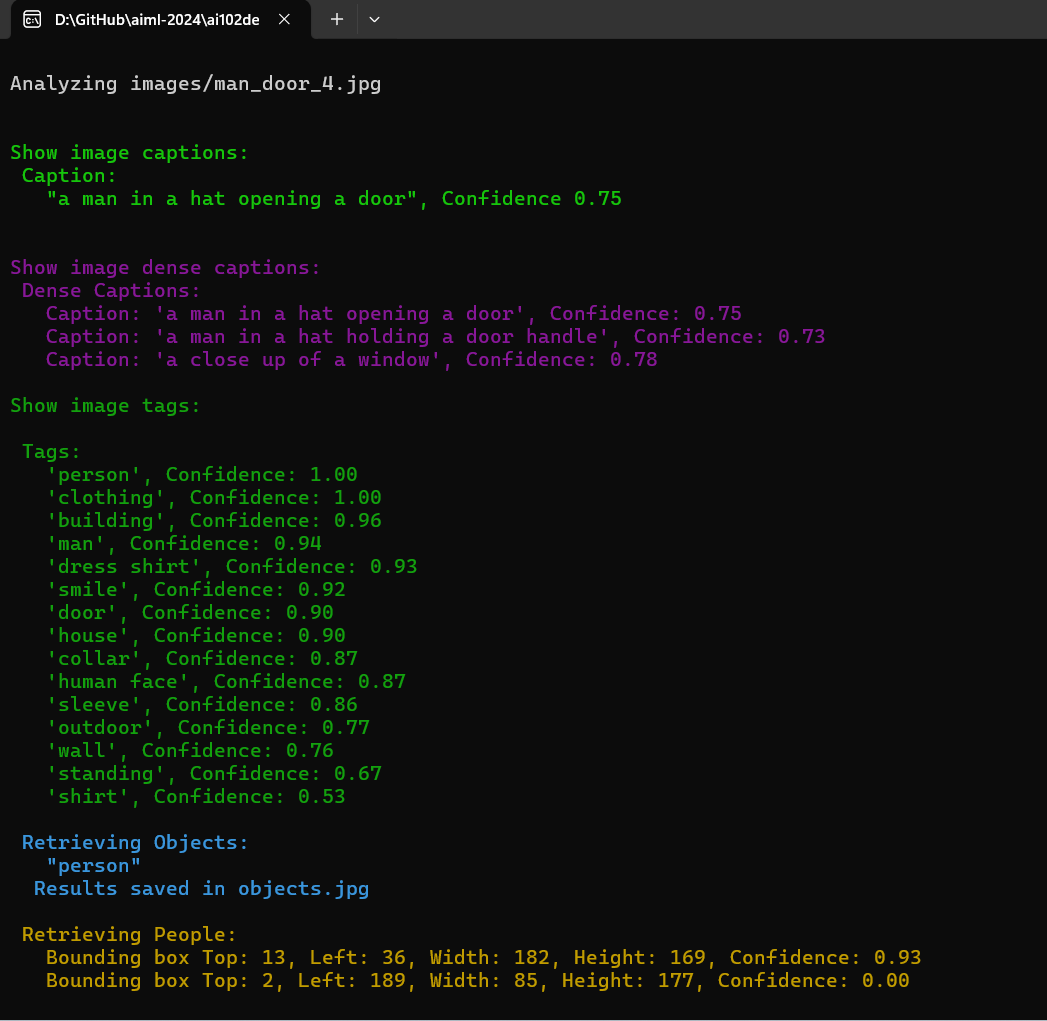 D:\GitHub\aiml-2024\ai102de
Analyzing images/man_door_4.jpg
Show image captions:
Caption:
"a man in a hat opening a door", Confidence 0.75
Show image dense captions:
Dense Captions:
Caption: 'a man in a hat opening a door', Confidence: 0.75
Caption: 'a man in a hat holding a door handle', Confidence: 0.73
Caption: 'a close up of a window', Confidence: 0.78
Show image tags:
Tags:
'person', Confidence: 1.00
'clothing', Confidence: 1.00
'building', Confidence: 0.96
'man', Confidence: 0.94
'dress shirt', Confidence: 0.93
'smile', Confidence: 0.92
'door', Confidence: 0.90
'house', Confidence: 0.90
'collar', Confidence: 0.87
'human face', Confidence: 0.87
'sleeve', Confidence: 0.86
'outdoor', Confidence: 0.77
'wall', Confidence: 0.76
'standing', Confidence: 0.67
'shirt', Confidence: 0.53
Retrieving Objects:
"person"
Results saved in objects.jpg
Retrieving People:
Bounding box Top: 13, Left: 36, Width: 182, Height: 169, Confidence: 0.93
Bounding box Top: 2, Left: 189, Width: 85, Height: 177, Confidence: 0.00